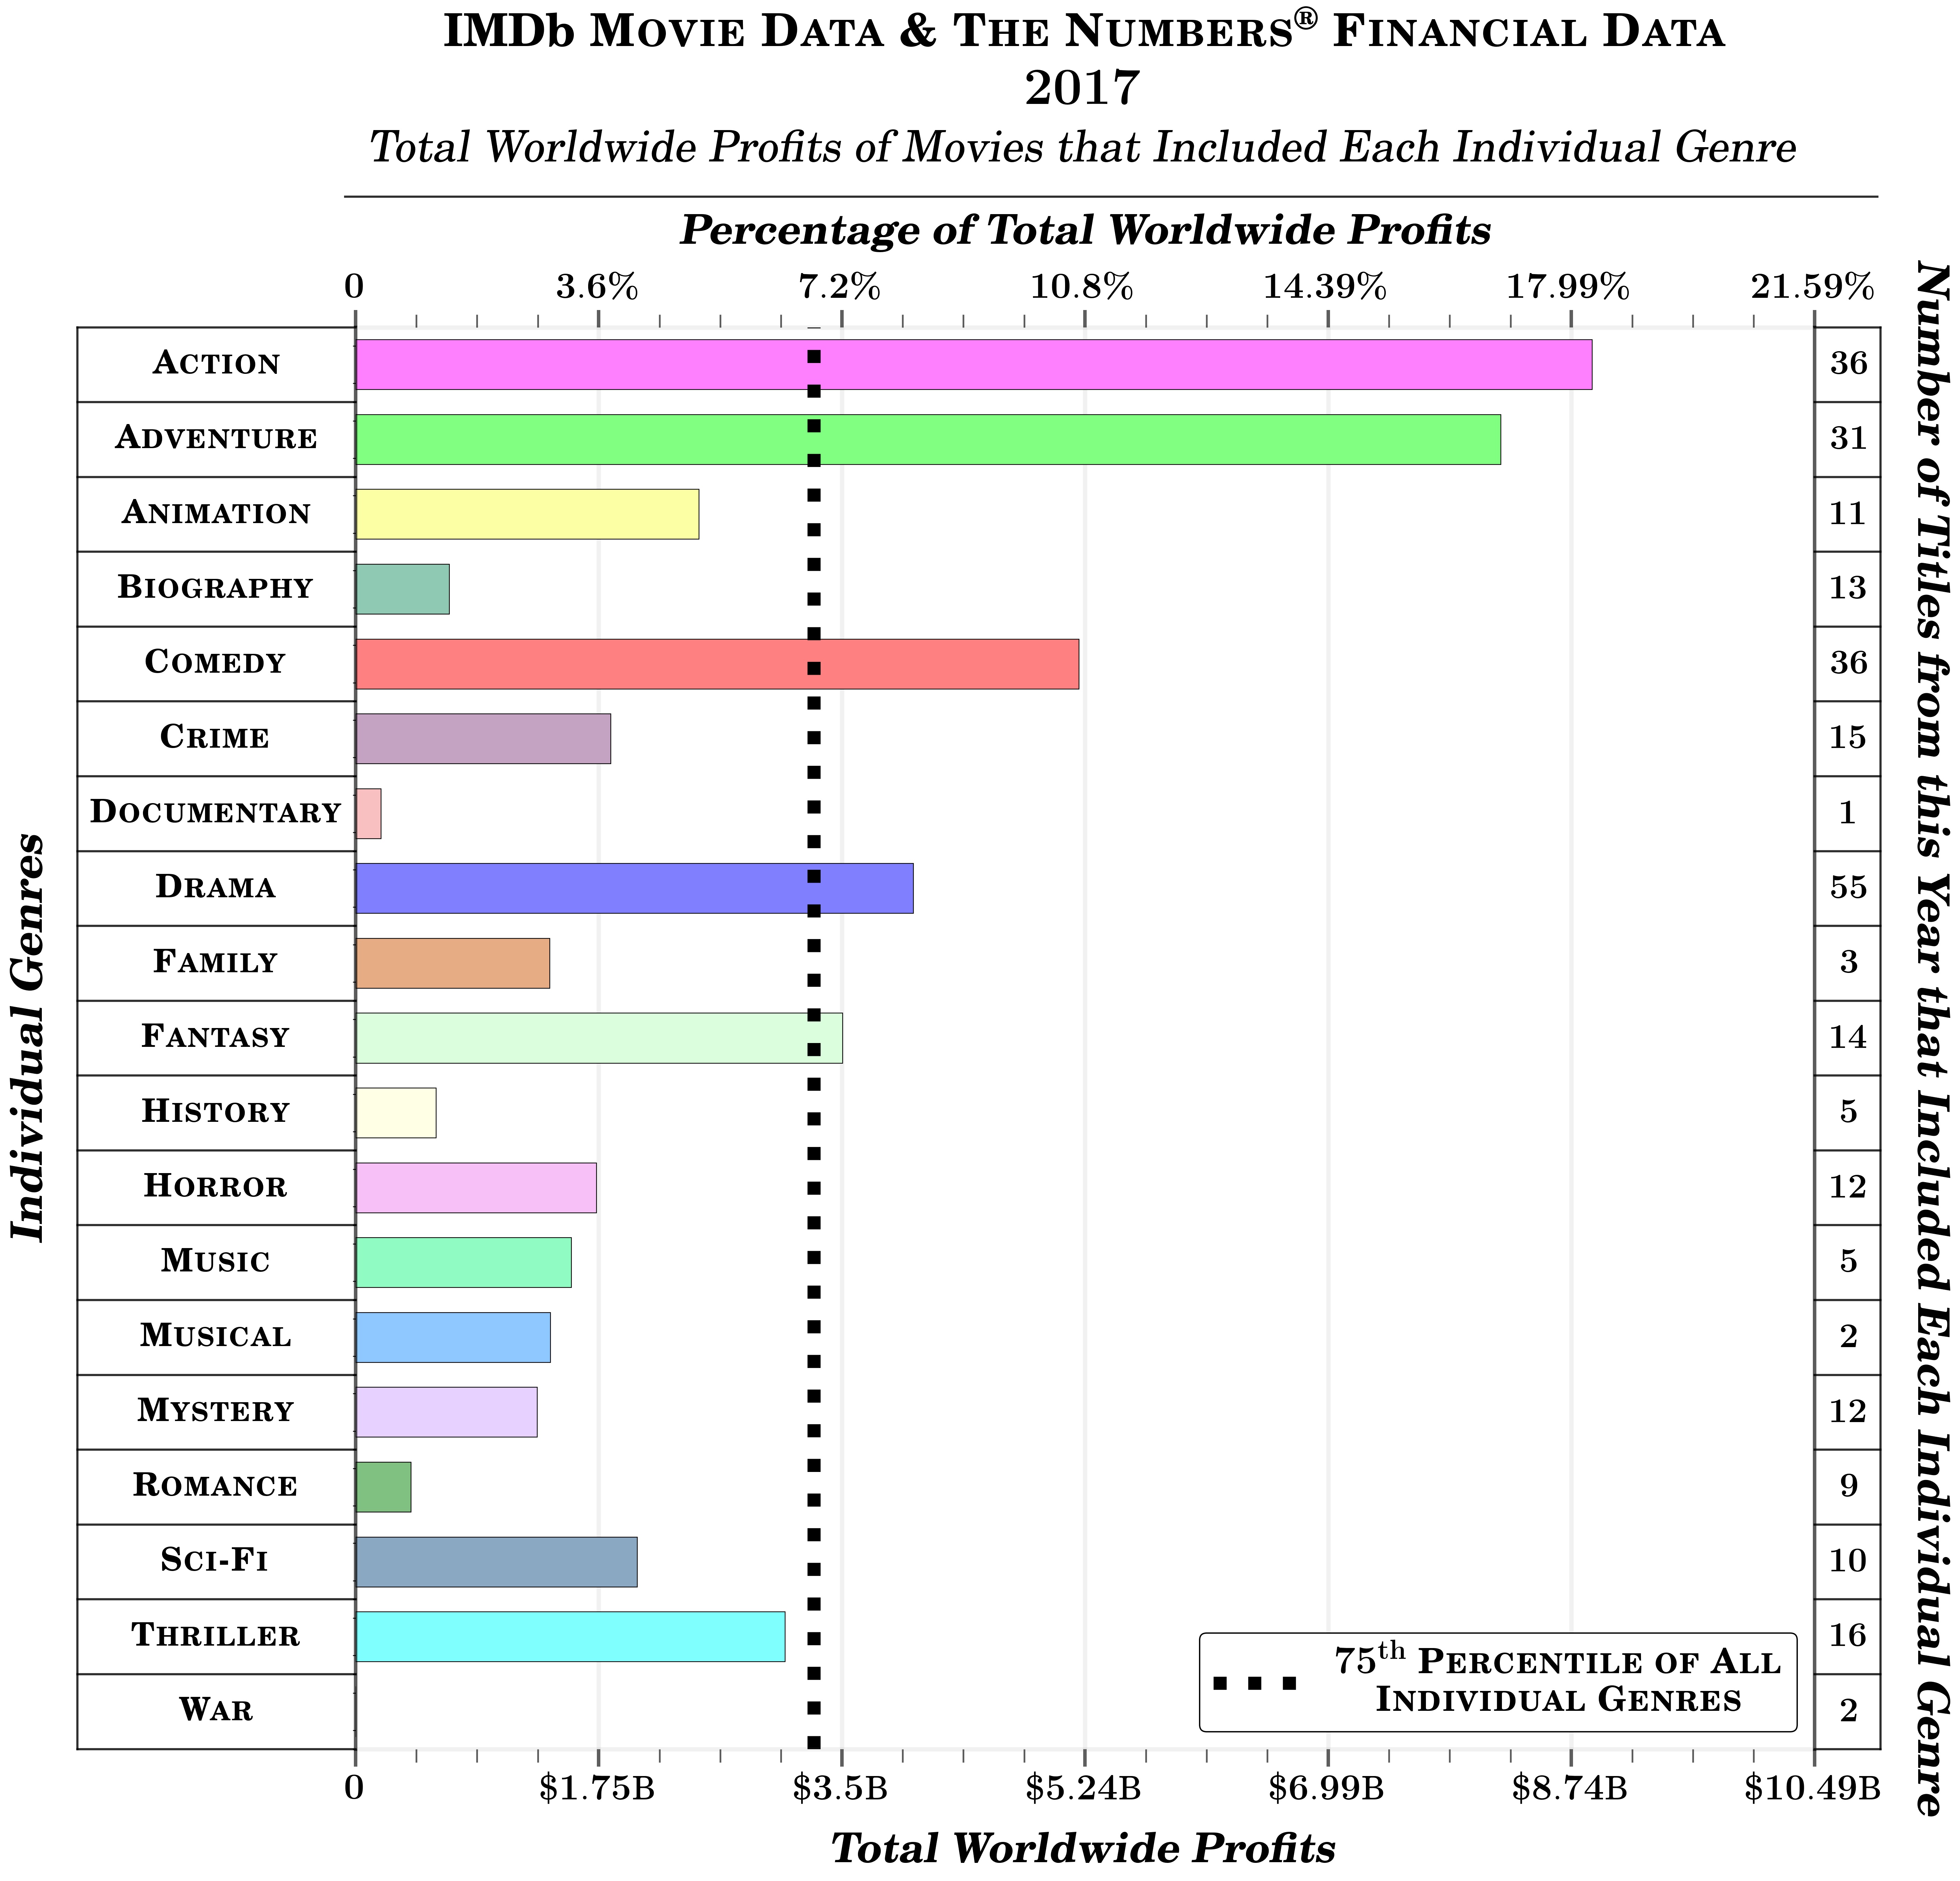 IMDb Movie Data & The Numbers® Financial Data
2017
Total Worldwide Profits of Movies that Included Each Individual Genre
Percentage of Total Worldwide Profits
0 3.6% 7.2% 10.8% 14.39% 17.99% 21.59%
Individual Genres
Action 36
Adventure 31
Animation 11
Biography 13
Comedy 36
Crime 15
Documentary 1
Drama 55
Family 3
Fantasy 14
History 5
Horror 12
Music 5
Musical 2
Mystery 12
Romance 9
Sci-Fi 10
Thriller 16
War 2
75th Percentile of All
Individual Genres
Number of Titles from this Year that Included Each Individual Genre
0 $1.75B $3.5B $5.24B $6.99B $8.74B $10.49B
Total Worldwide Profits